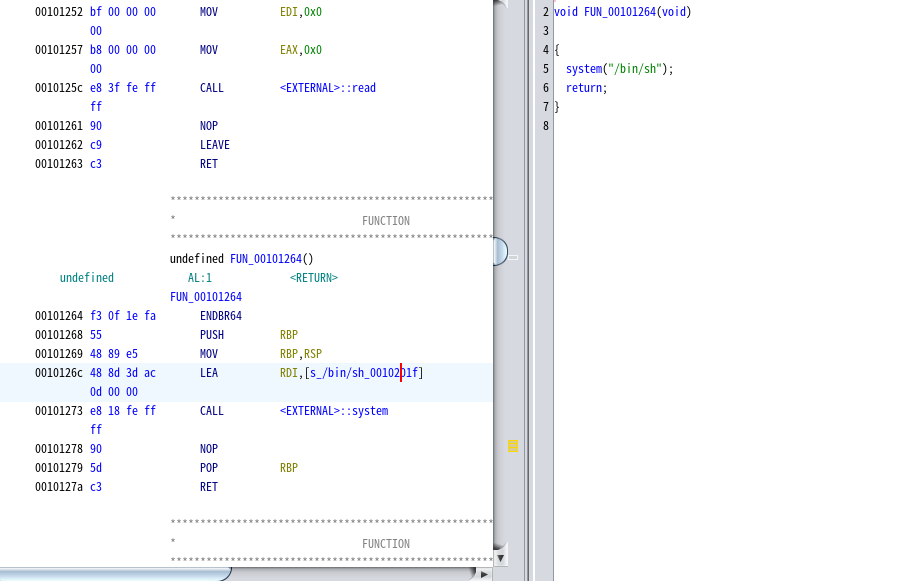 00101252 bf 00 00 00 MOV EDI,0x0
00
00101257 b8 00 00 00 MOV EAX,0x0
00
0010125c e8 3f fe ff CALL <EXTERNAL>::read
ff
00101261 90 NOP
00101262 c9 LEAVE
00101263 c3 RET
******************************************************
* FUNCTION
******************************************************
undefined FUN_00101264()
undefined AL:1 <RETURN>
FUN_00101264
00101264 f3 0f 1e fa ENDBR64
00101268 55 PUSH RBP
00101269 48 89 e5 MOV RBP,RSP
0010126c 48 8d 3d ac LEA RDI,[s_/bin/sh_0010201f]
0d 00 00
00101273 e8 18 fe ff CALL <EXTERNAL>::system
ff
00101278 90 NOP
00101279 5d POP RBP
0010127a c3 RET
******************************************************
* FUNCTION
******************************************************
2 void FUN_00101264(void)
3
4 {
5 system("/bin/sh");
6 return;
7 }
8